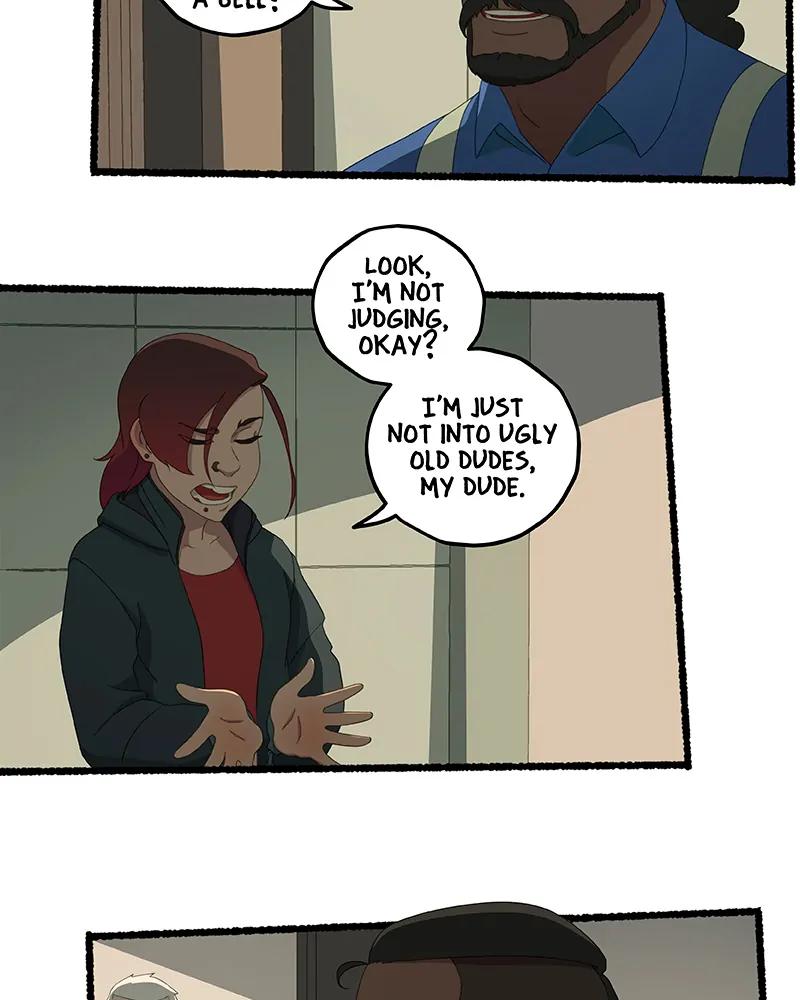 LOOK,
I'M NOT
JUDGING,
OKAY?
I'M JUST
NOT INTO UGLY
OLD DUDES,
MY DUDE.